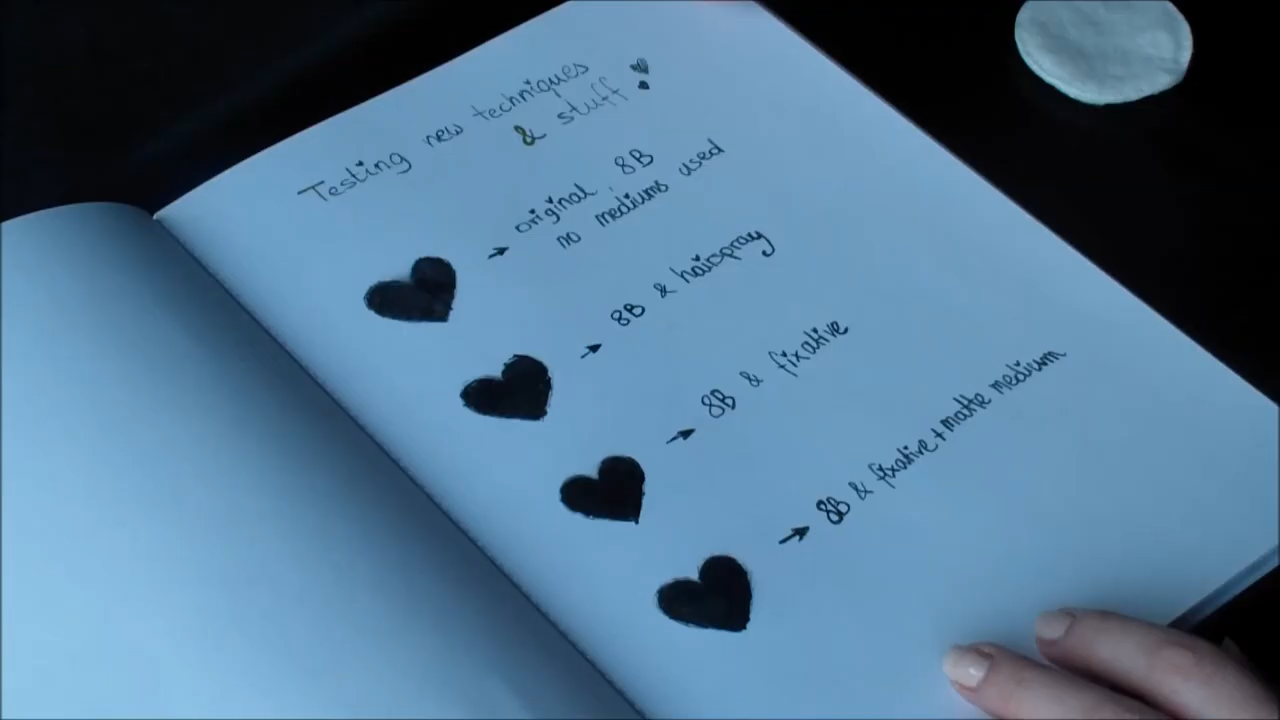 Testing new techniques
& stuff
→ original 8B
no mediums used
→ 8B & hairspray
→ 8B & fixative
→ 8B & fixative + matte medium